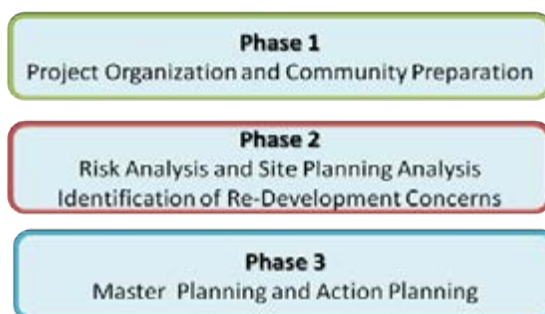 Phase 1
Project Organization and Community Preparation
Phase 2
Risk Analysis and Site Planning Analysis
Identification of Re-Development Concerns
Phase 3
Master Planning and Action Planning